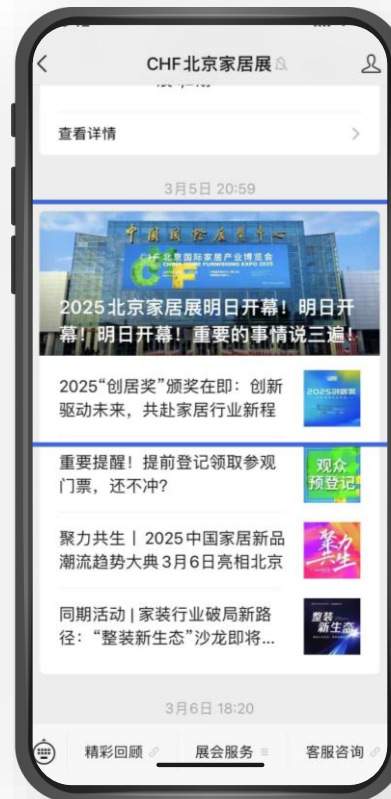 CHF北京家居展
查看详情
3月5日 20:59
中国国际展览中心
CHF 北京国际家居产业博览会
CHINA HOME FURNISHING EXPO 2025
2025北京家居展明日开幕！明日开
幕！明日开幕！重要的事情说三遍！
2025“创居奖”颁奖在即：创新
驱动未来，共赴家居行业新程
2025创居奖
重要提醒！提前登记领取参观
门票，还不冲？
观众
预登记
聚力共生丨2025中国家居新品
潮流趋势大典3月6日亮相北京
聚力
共生
同期活动 | 家装行业破局新路
径：“整装新生态”沙龙即将...
整装
新生态
3月6日 18:20
精彩回顾
展会服务
客服咨询